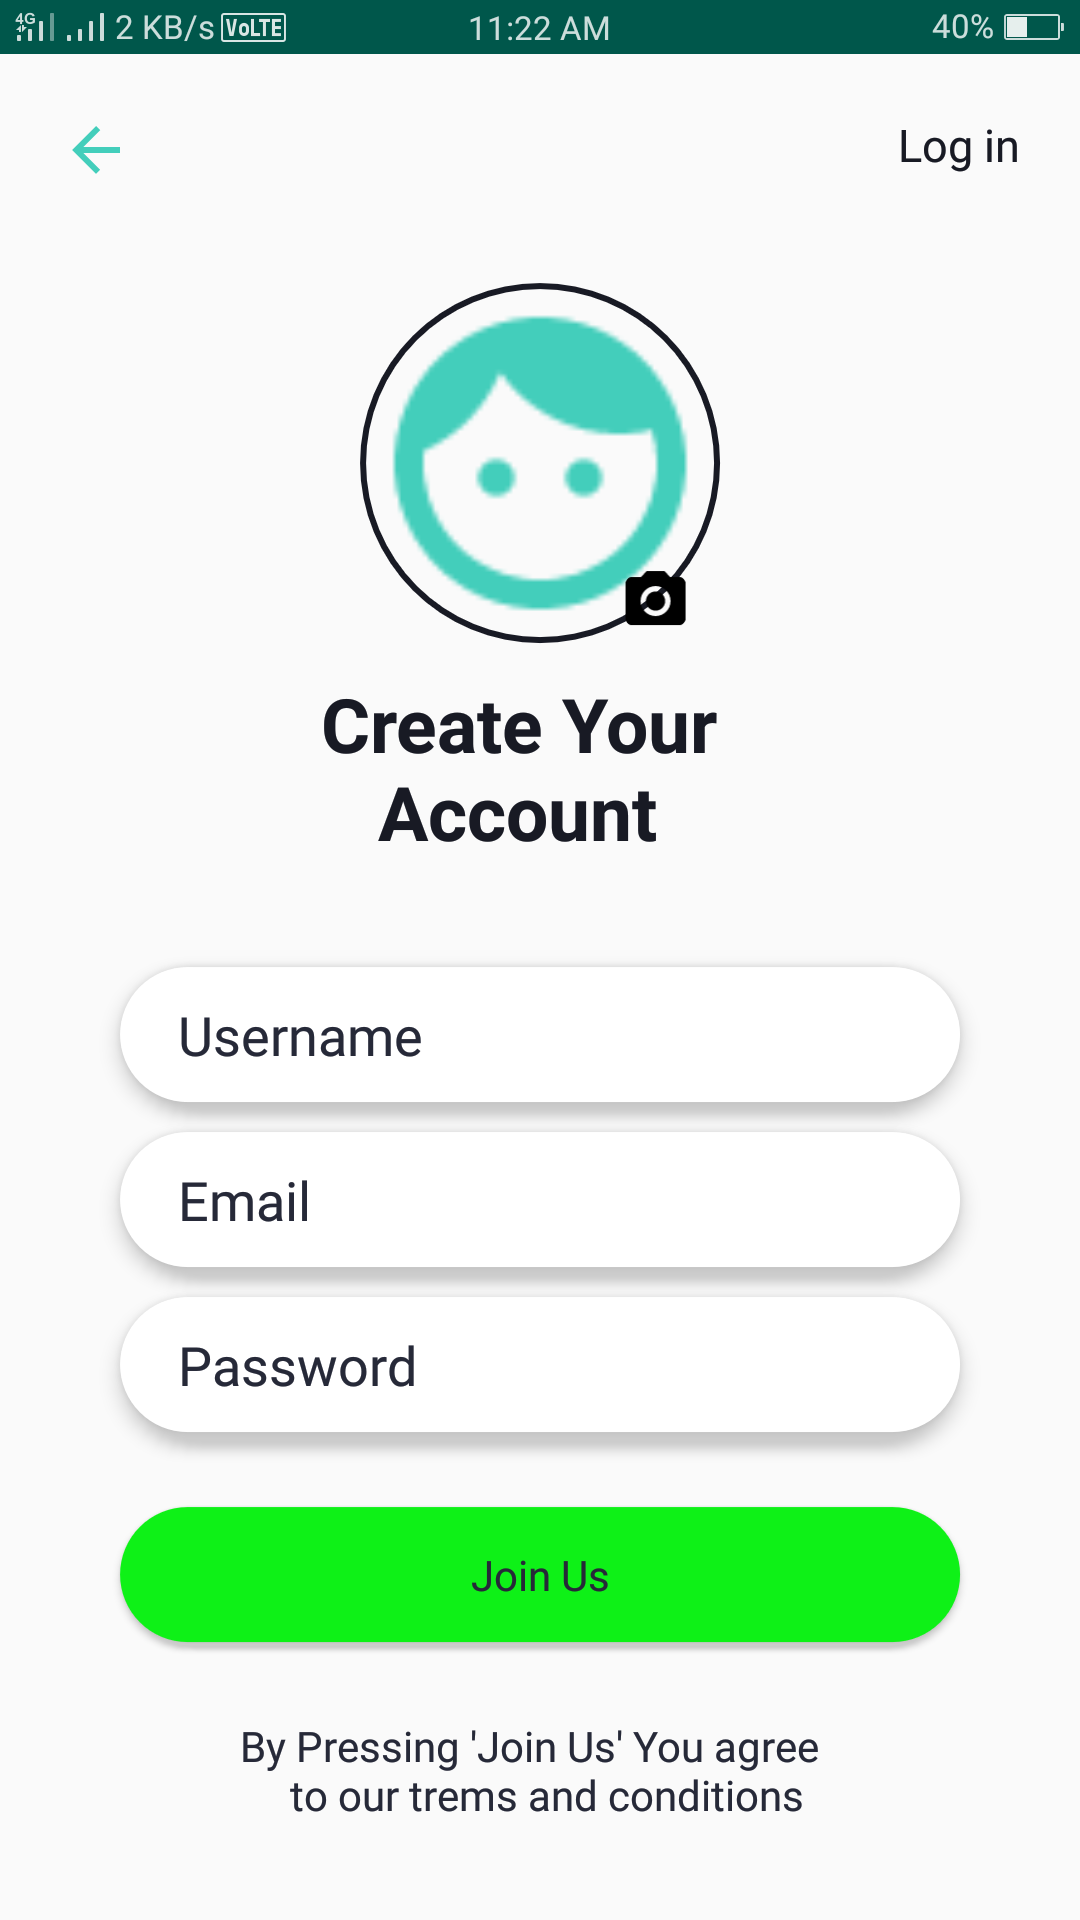 4G 2 KB/s VoLTE 11:22 AM 40%
Log in
Create Your
Account
Username
Email
Password
Join Us
By Pressing 'Join Us' You agree
to our trems and conditions